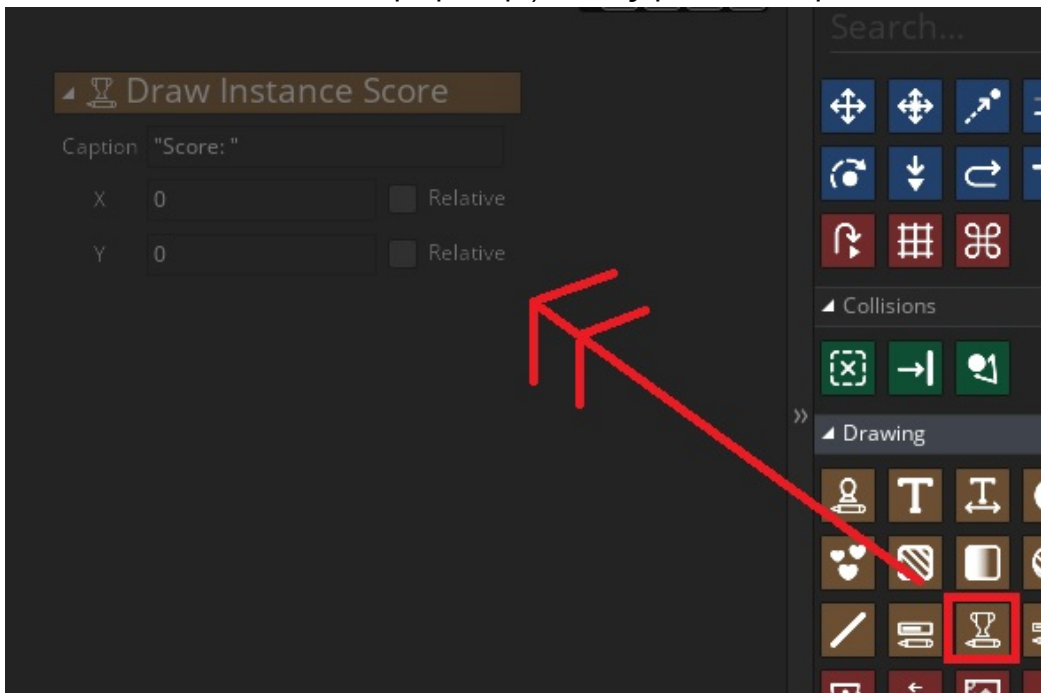 Search...
Draw Instance Score
Caption "Score: "
X 0 Relative
Y 0 Relative
Collisions
Drawing